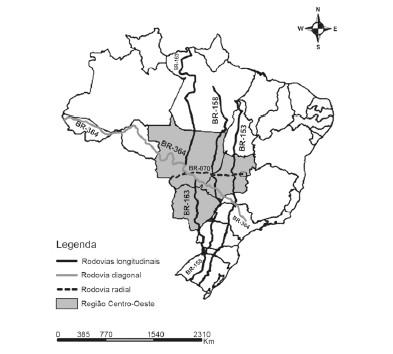 N
W E
S
BR-163
BR-158
BR-153
BR-364
BR-364
BR-070
BR-163
BR-364
BR-158
Legenda
Rodovias longitudinais
Rodovia diagonal
Rodovia radial
Região Centro-Oeste
0 385 770 1540 2310
Km